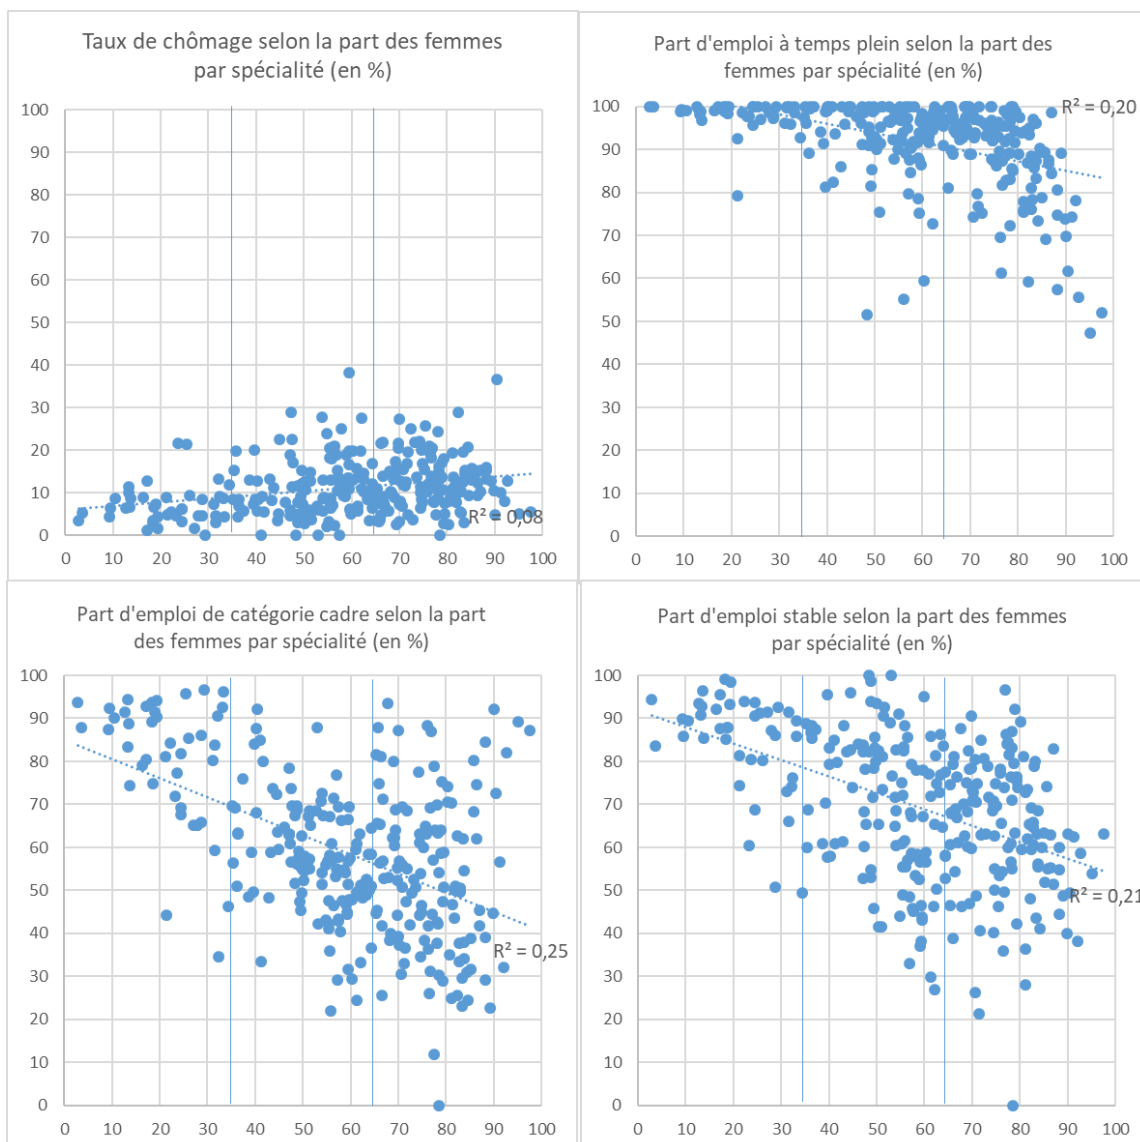 Taux de chômage selon la part des femmes
par spécialité (en %)
100
90
80
70
60
50
40
30
20
10
0
R² = 0,08
0 10 20 30 40 50 60 70 80 90 100
Part d'emploi à temps plein selon la part des
femmes par spécialité (en %)
100
90
80
70
60
50
40
30
20
10
0
R² = 0,20
0 10 20 30 40 50 60 70 80 90 100
Part d'emploi de catégorie cadre selon la part
des femmes par spécialité (en %)
100
90
80
70
60
50
40
30
20
10
0
R² = 0,25
0 10 20 30 40 50 60 70 80 90 100
Part d'emploi stable selon la part des femmes
par spécialité (en %)
100
90
80
70
60
50
40
30
20
10
0
R² = 0,21
0 10 20 30 40 50 60 70 80 90 100